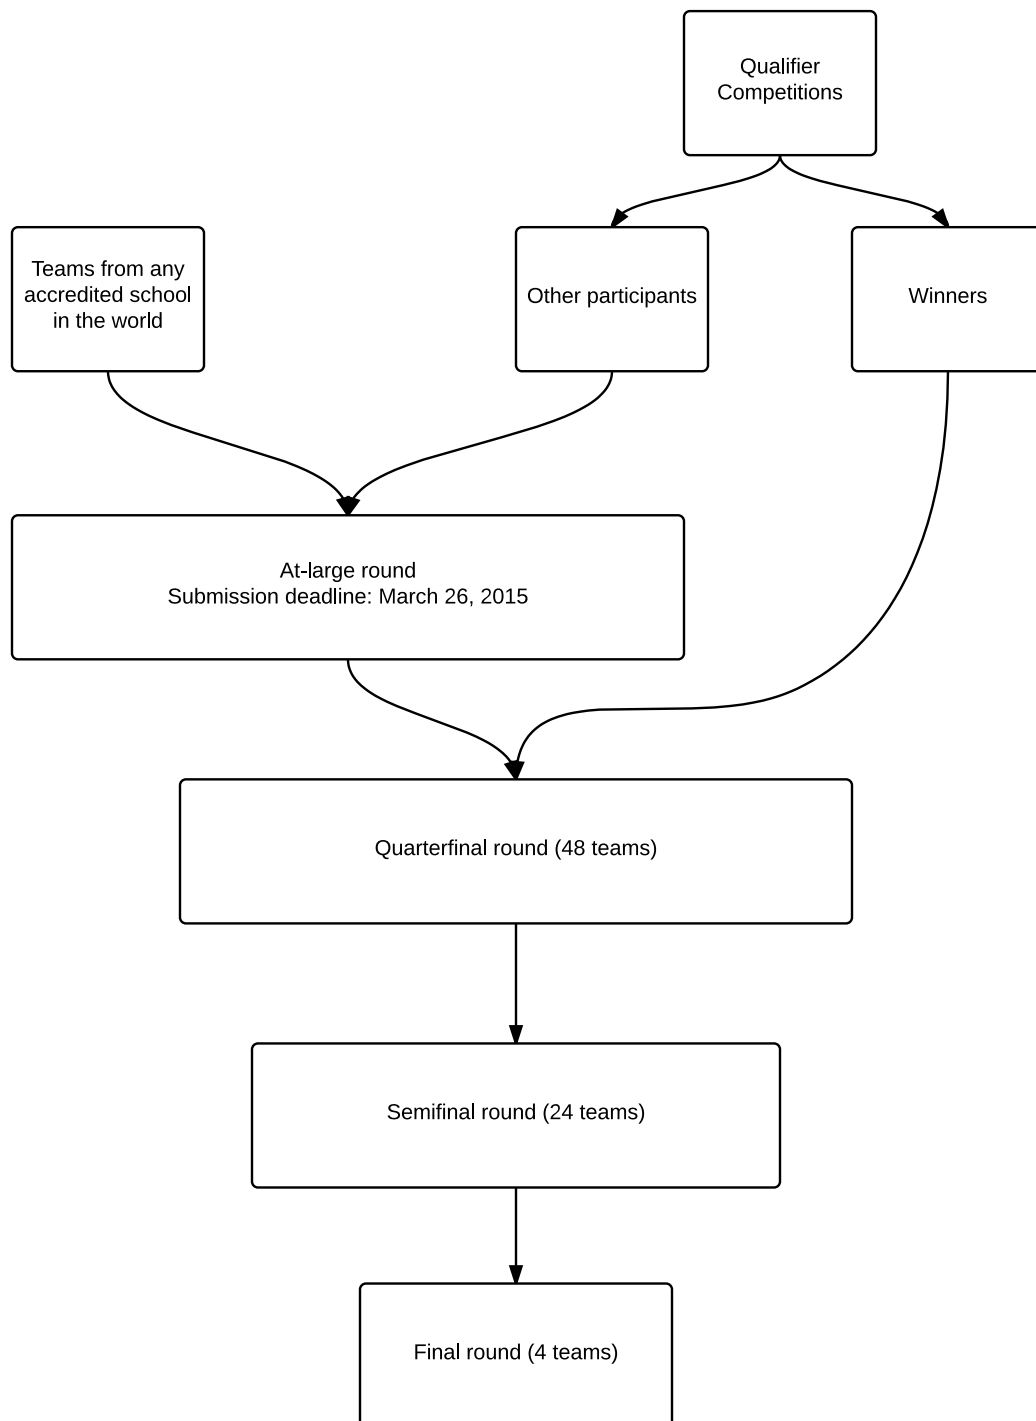 Qualifier
Competitions
Teams from any
accredited school
in the world
Other participants
Winners
At-large round
Submission deadline: March 26, 2015
Quarterfinal round (48 teams)
Semifinal round (24 teams)
Final round (4 teams)